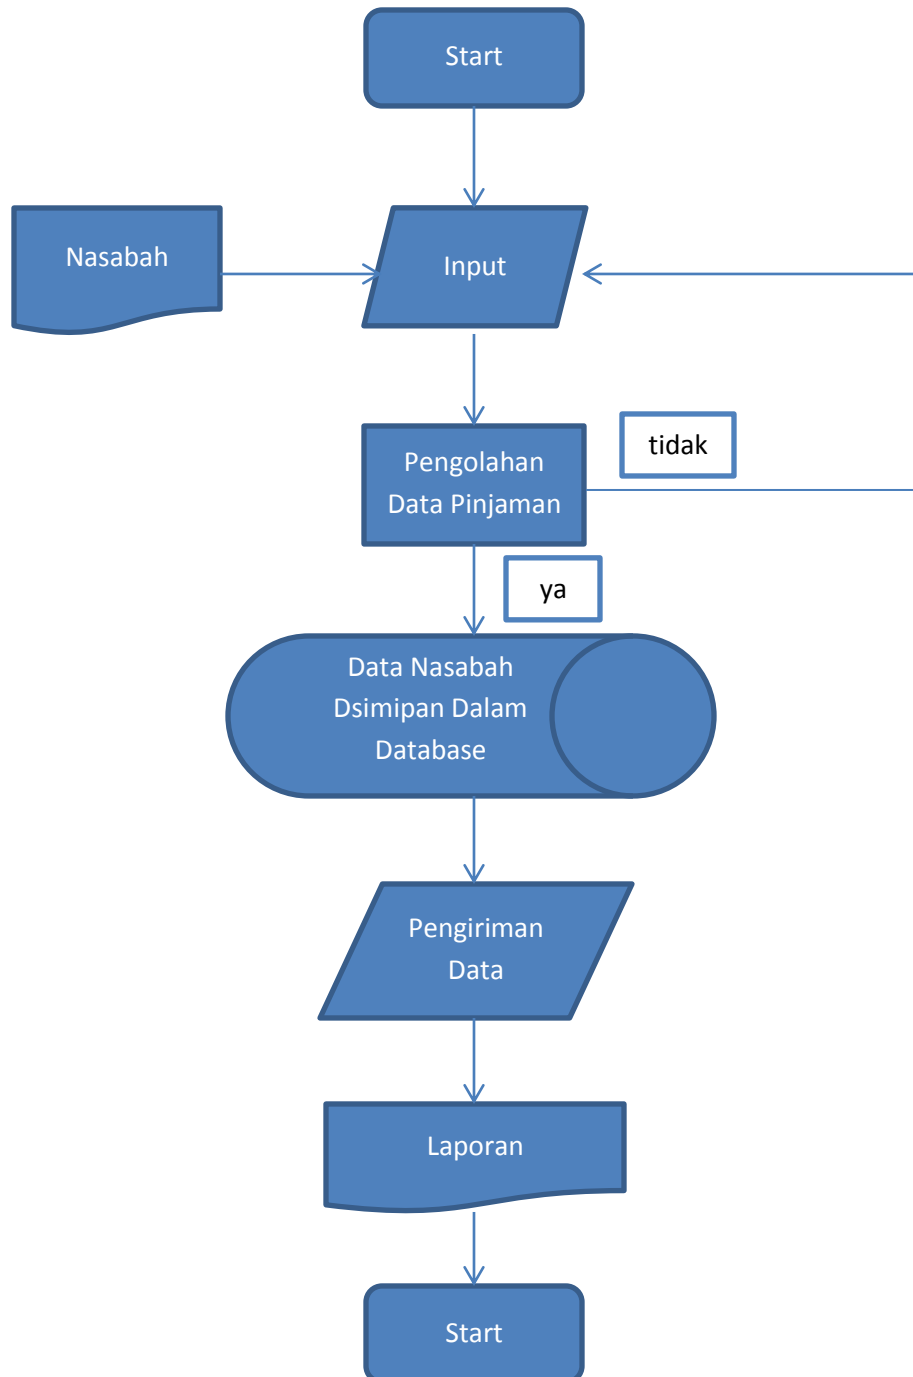 Start
Nasabah
Input
Pengolahan
Data Pinjaman
tidak
ya
Data Nasabah
Dsimipan Dalam
Database
Pengiriman
Data
Laporan
Start